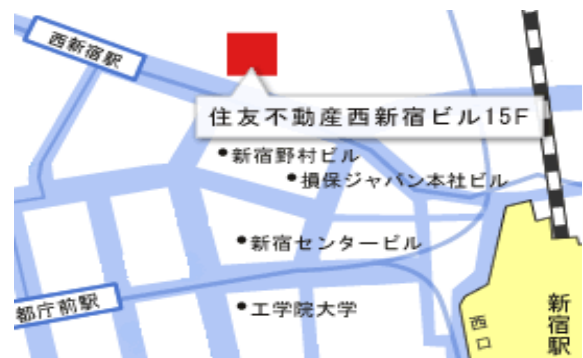 西新宿駅
住友不動産西新宿ビル15F
新宿野村ビル
損保ジャパン本社ビル
新宿センタービル
都庁前駅
工学院大学
西口
新宿駅